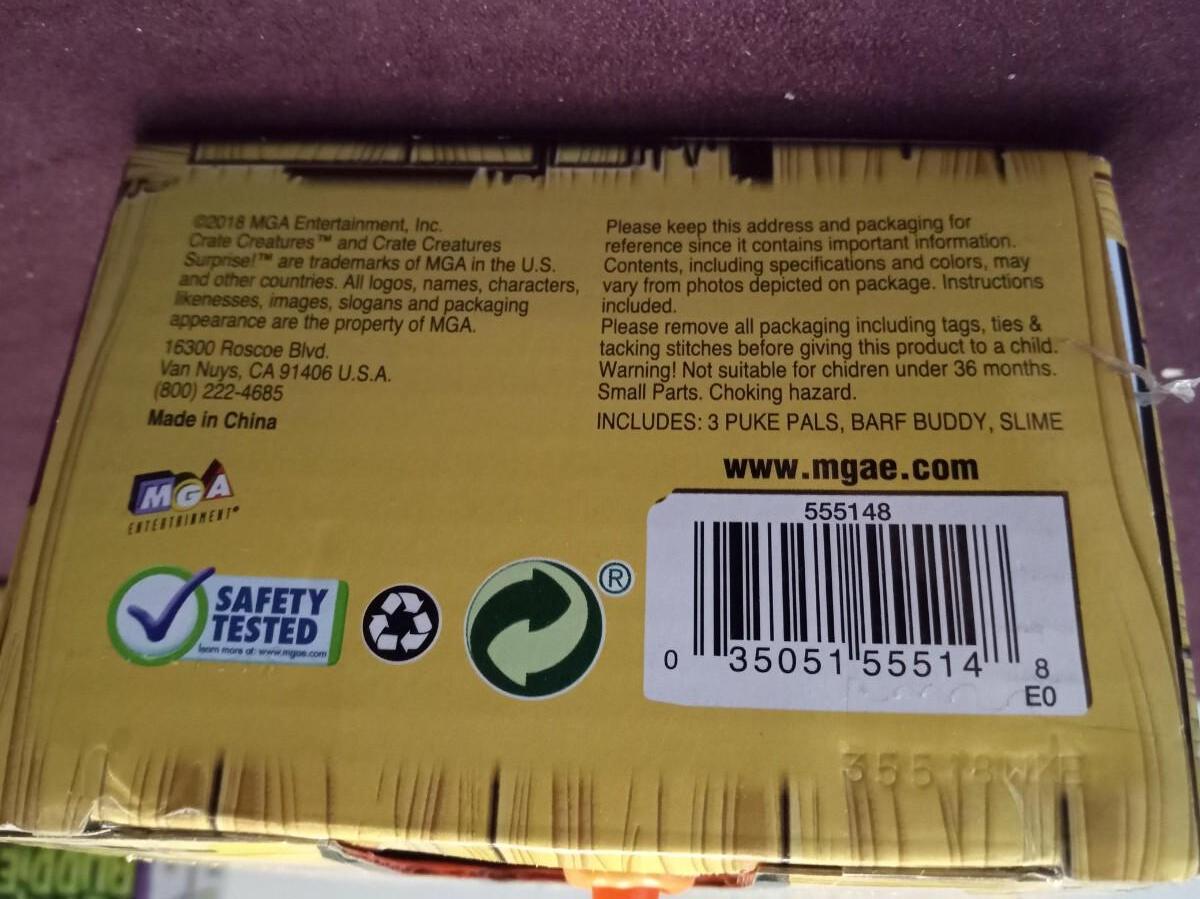 ©2018 MGA Entertainment, Inc.
Crate Creatures™ and Crate Creatures
Surprise!™ are trademarks of MGA in the U.S.
and other countries. All logos, names, characters,
likenesses, images, slogans and packaging
appearance are the property of MGA.
16300 Roscoe Blvd.
Van Nuys, CA 91406 U.S.A.
(800) 222-4685
Made in China
MGA
ENTERTAINMENT®
SAFETY
TESTED
learn more at: www.mgae.com
Please keep this address and packaging for
reference since it contains important information.
Contents, including specifications and colors, may
vary from photos depicted on package. Instructions
included.
Please remove all packaging including tags, ties &
tacking stitches before giving this product to a child.
Warning! Not suitable for chidren under 36 months.
Small Parts. Choking hazard.
INCLUDES: 3 PUKE PALS, BARF BUDDY, SLIME
www.mgae.com
®
555148
0 35051 55514 8
E0